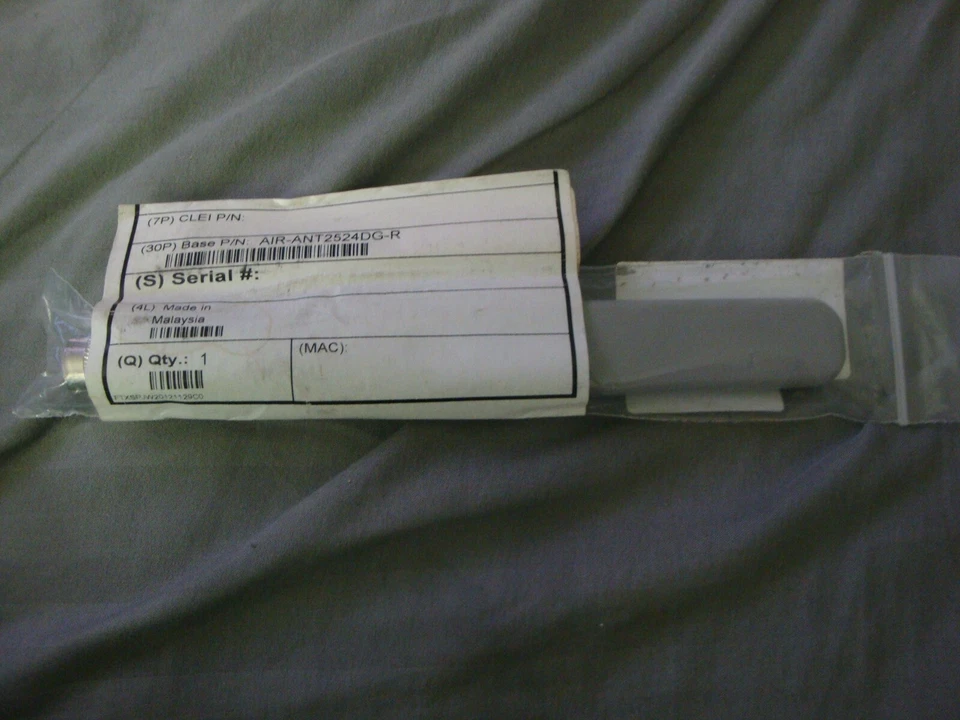 (7P) CLEI P/N:
(30P) Base P/N: AIR-ANT2524DG-R
(S) Serial #:
(4L) Made in
Malaysia
(Q) Qty.: 1
(MAC):